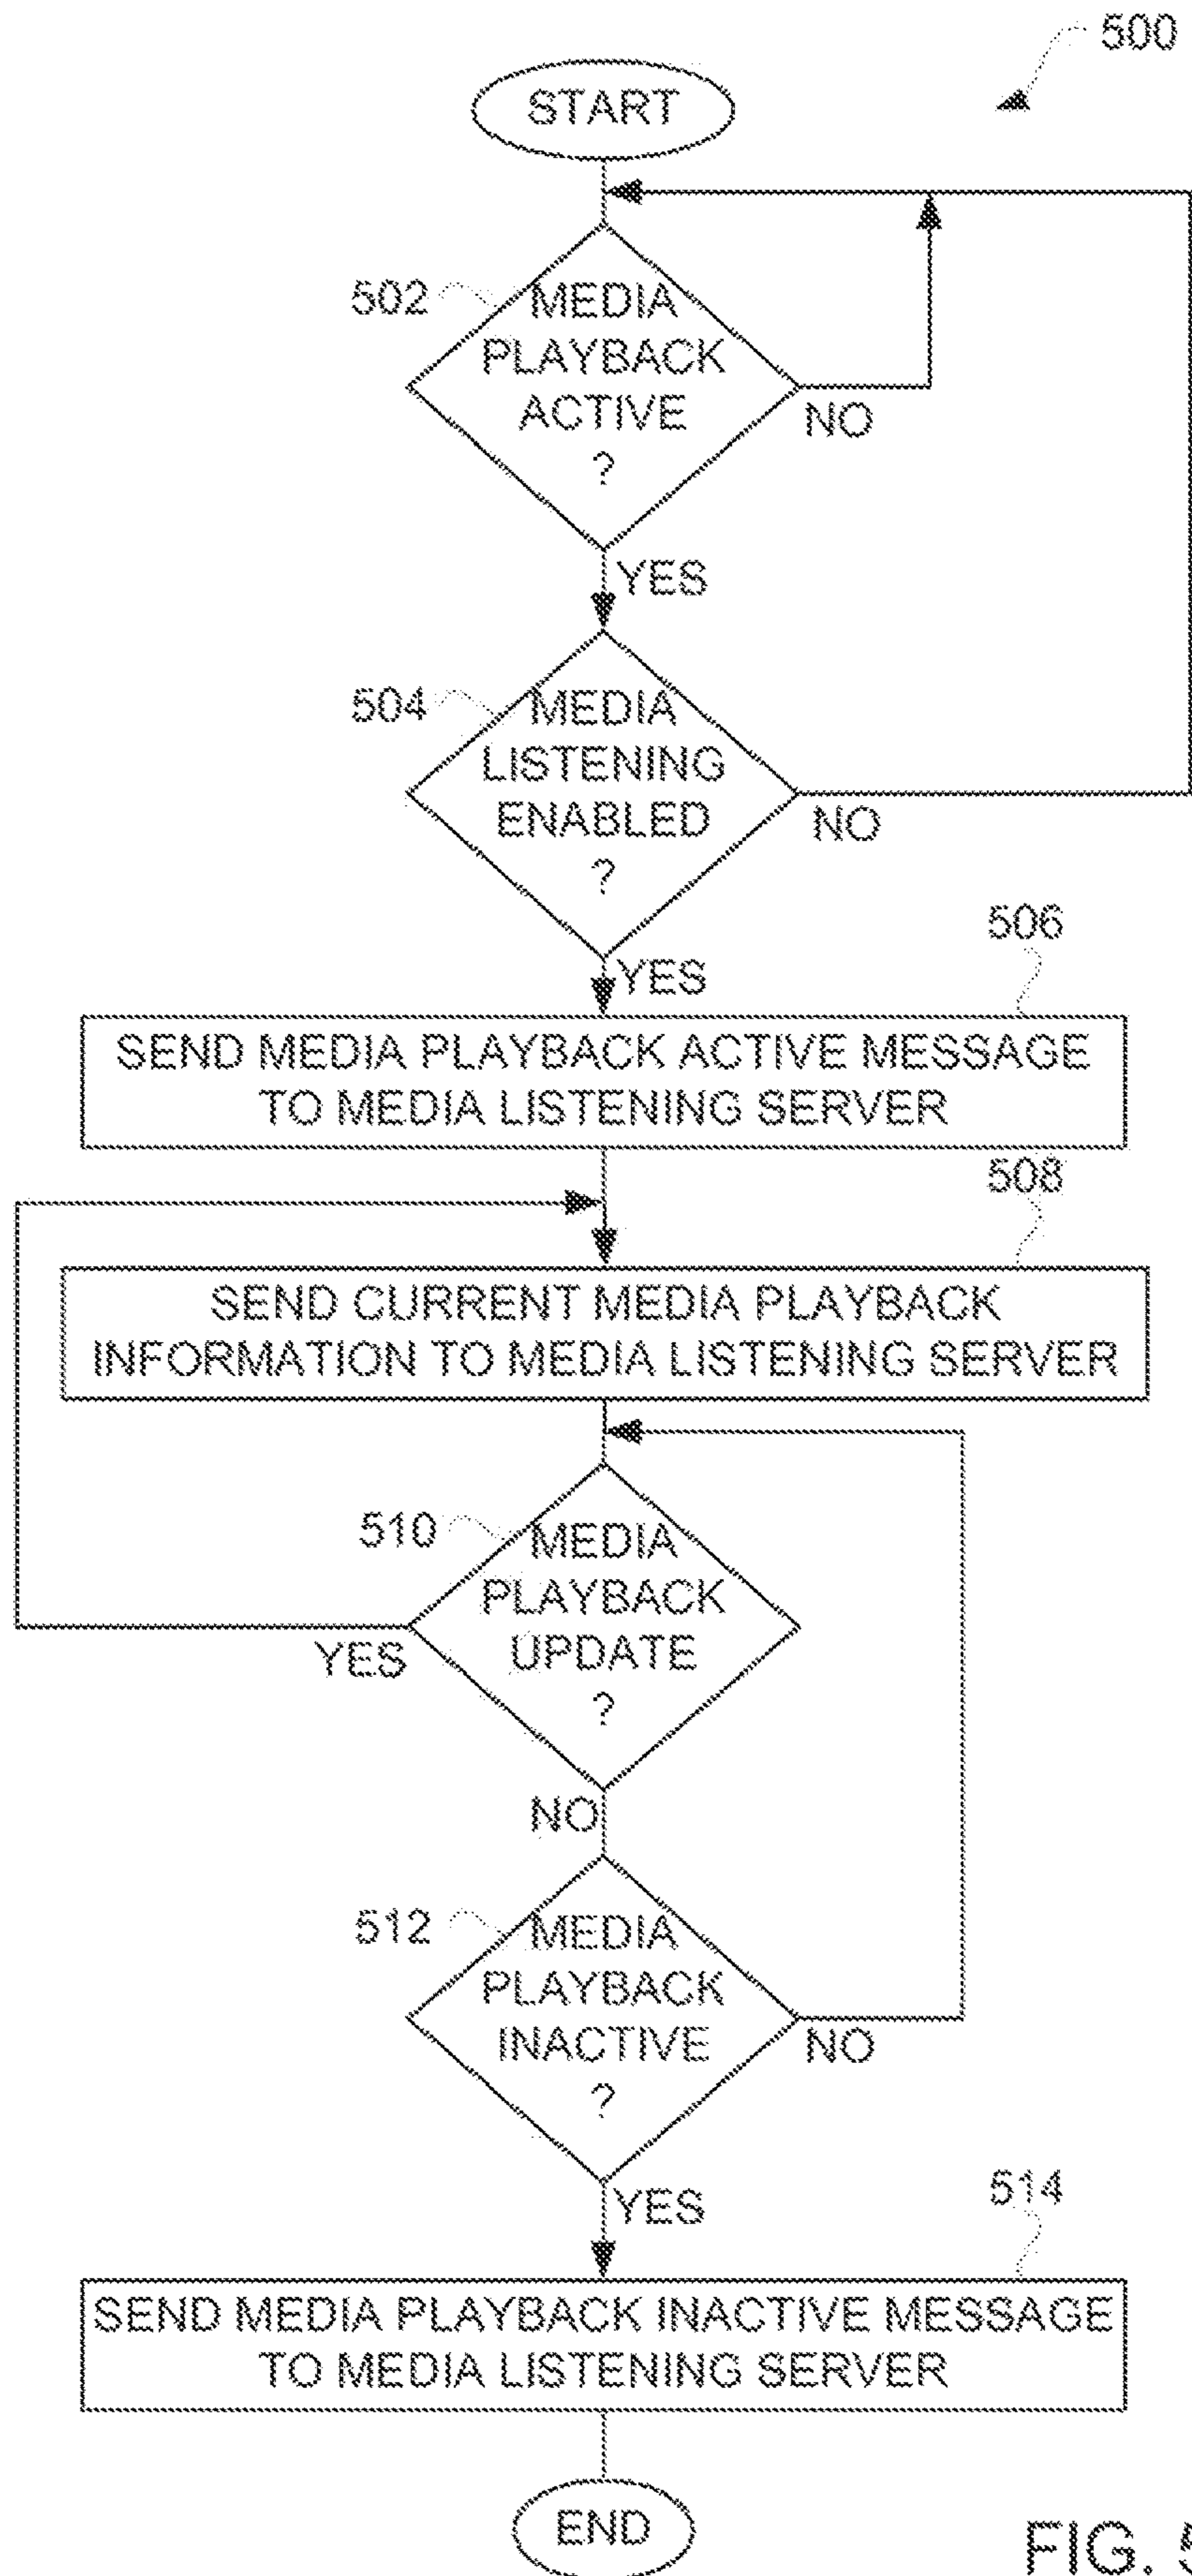 500
START
502
MEDIA
PLAYBACK
ACTIVE
?
NO
YES
504
MEDIA
LISTENING
ENABLED
?
NO
YES
506
SEND MEDIA PLAYBACK ACTIVE MESSAGE
TO MEDIA LISTENING SERVER
508
SEND CURRENT MEDIA PLAYBACK
INFORMATION TO MEDIA LISTENING SERVER
510
MEDIA
PLAYBACK
UPDATE
?
YES
NO
512
MEDIA
PLAYBACK
INACTIVE
?
NO
YES
514
SEND MEDIA PLAYBACK INACTIVE MESSAGE
TO MEDIA LISTENING SERVER
END
FIG. 5